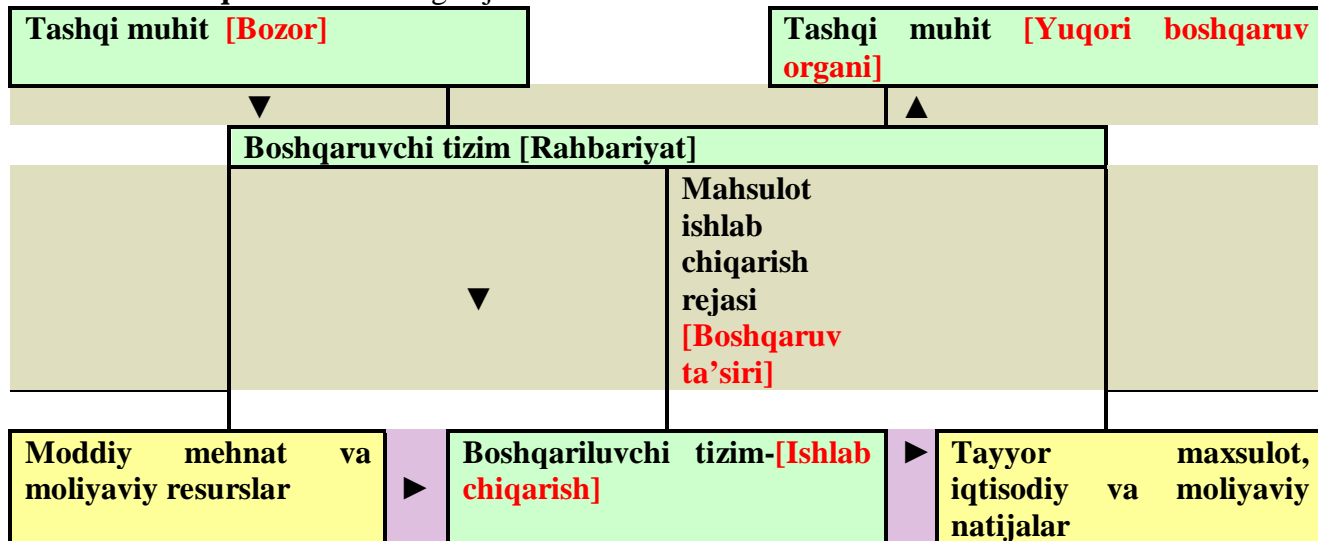 Tashqi muhit [Bozor]
Tashqi muhit [Yuqori boshqaruv
organi]
▼
▲
Boshqaruvchi tizim [Rahbariyat]
Mahsulot
ishlab
chiqarish
▼ rejasi
[Boshqaruv
ta’siri]
Moddiy mehnat va
moliyaviy resurslar
►
Boshqariluvchi tizim-[Ishlab
chiqarish]
►
Tayyor maxsulot,
iqtisodiy va moliyaviy
natijalar